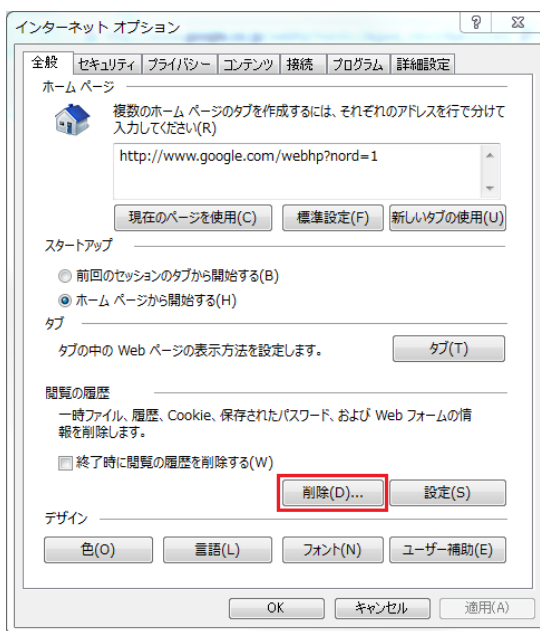 インターネット オプション
全般 セキュリティ プライバシー コンテンツ 接続 プログラム 詳細設定
ホーム ページ
複数のホーム ページのタブを作成するには、それぞれのアドレスを行で分けて
入力してください(R)
http://www.google.com/webhp?nord=1
現在のページを使用(C) 標準設定(F) 新しいタブの使用(U)
スタートアップ
前回のセッションのタブから開始する(B)
ホーム ページから開始する(H)
タブ
タブの中の Web ページの表示方法を設定します。 タブ(T)
閲覧の履歴
一時ファイル、履歴、Cookie、保存されたパスワード、および Web フォームの情
報を削除します。
終了時に閲覧の履歴を削除する(W)
削除(D)... 設定(S)
デザイン
色(O) 言語(L) フォント(N) ユーザー補助(E)
OK キャンセル 適用(A)